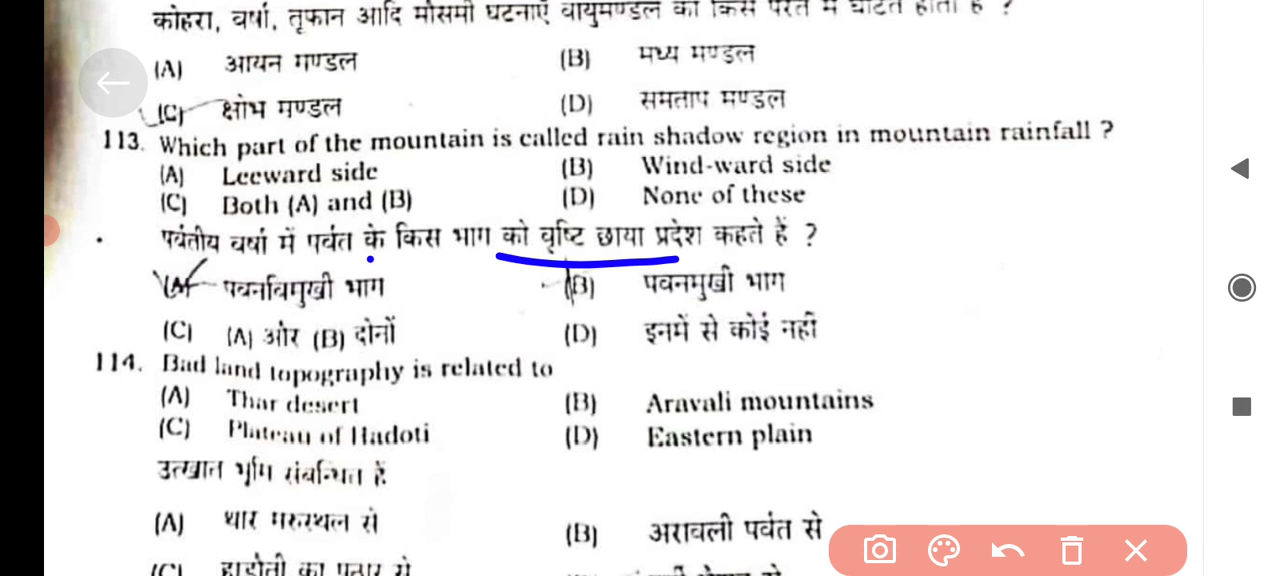 कोहरा, वर्षा, तूफान आदि मौसमी घटनाएँ वायुमण्डल की किस परत में घटित होती हैं ?
(A) आयन मण्डल (B) मध्य मण्डल
(C) क्षोभ मण्डल (D) समताप मण्डल
113. Which part of the mountain is called rain shadow region in mountain rainfall ?
(A) Leeward side (B) Wind-ward side
(C) Both (A) and (B) (D) None of these
पर्वतीय वर्षा में पर्वत के किस भाग को वृष्टि छाया प्रदेश कहते हैं ?
(A) पवनविमुखी भाग (B) पवनमुखी भाग
(C) (A) और (B) दोनों (D) इनमें से कोई नहीं
114. Bad land topography is related to
(A) Thar desert (B) Aravali mountains
(C) Plateau of Hadoti (D) Eastern plain
उत्खात भूमि संबन्धित है
(A) थार मरुस्थल से (B) अरावली पर्वत से
(C) हाड़ौती का पठार से